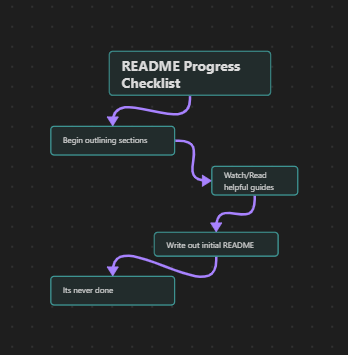 README Progress
Checklist
Begin outlining sections
Watch/Read
helpful guides
Write out initial README
Its never done